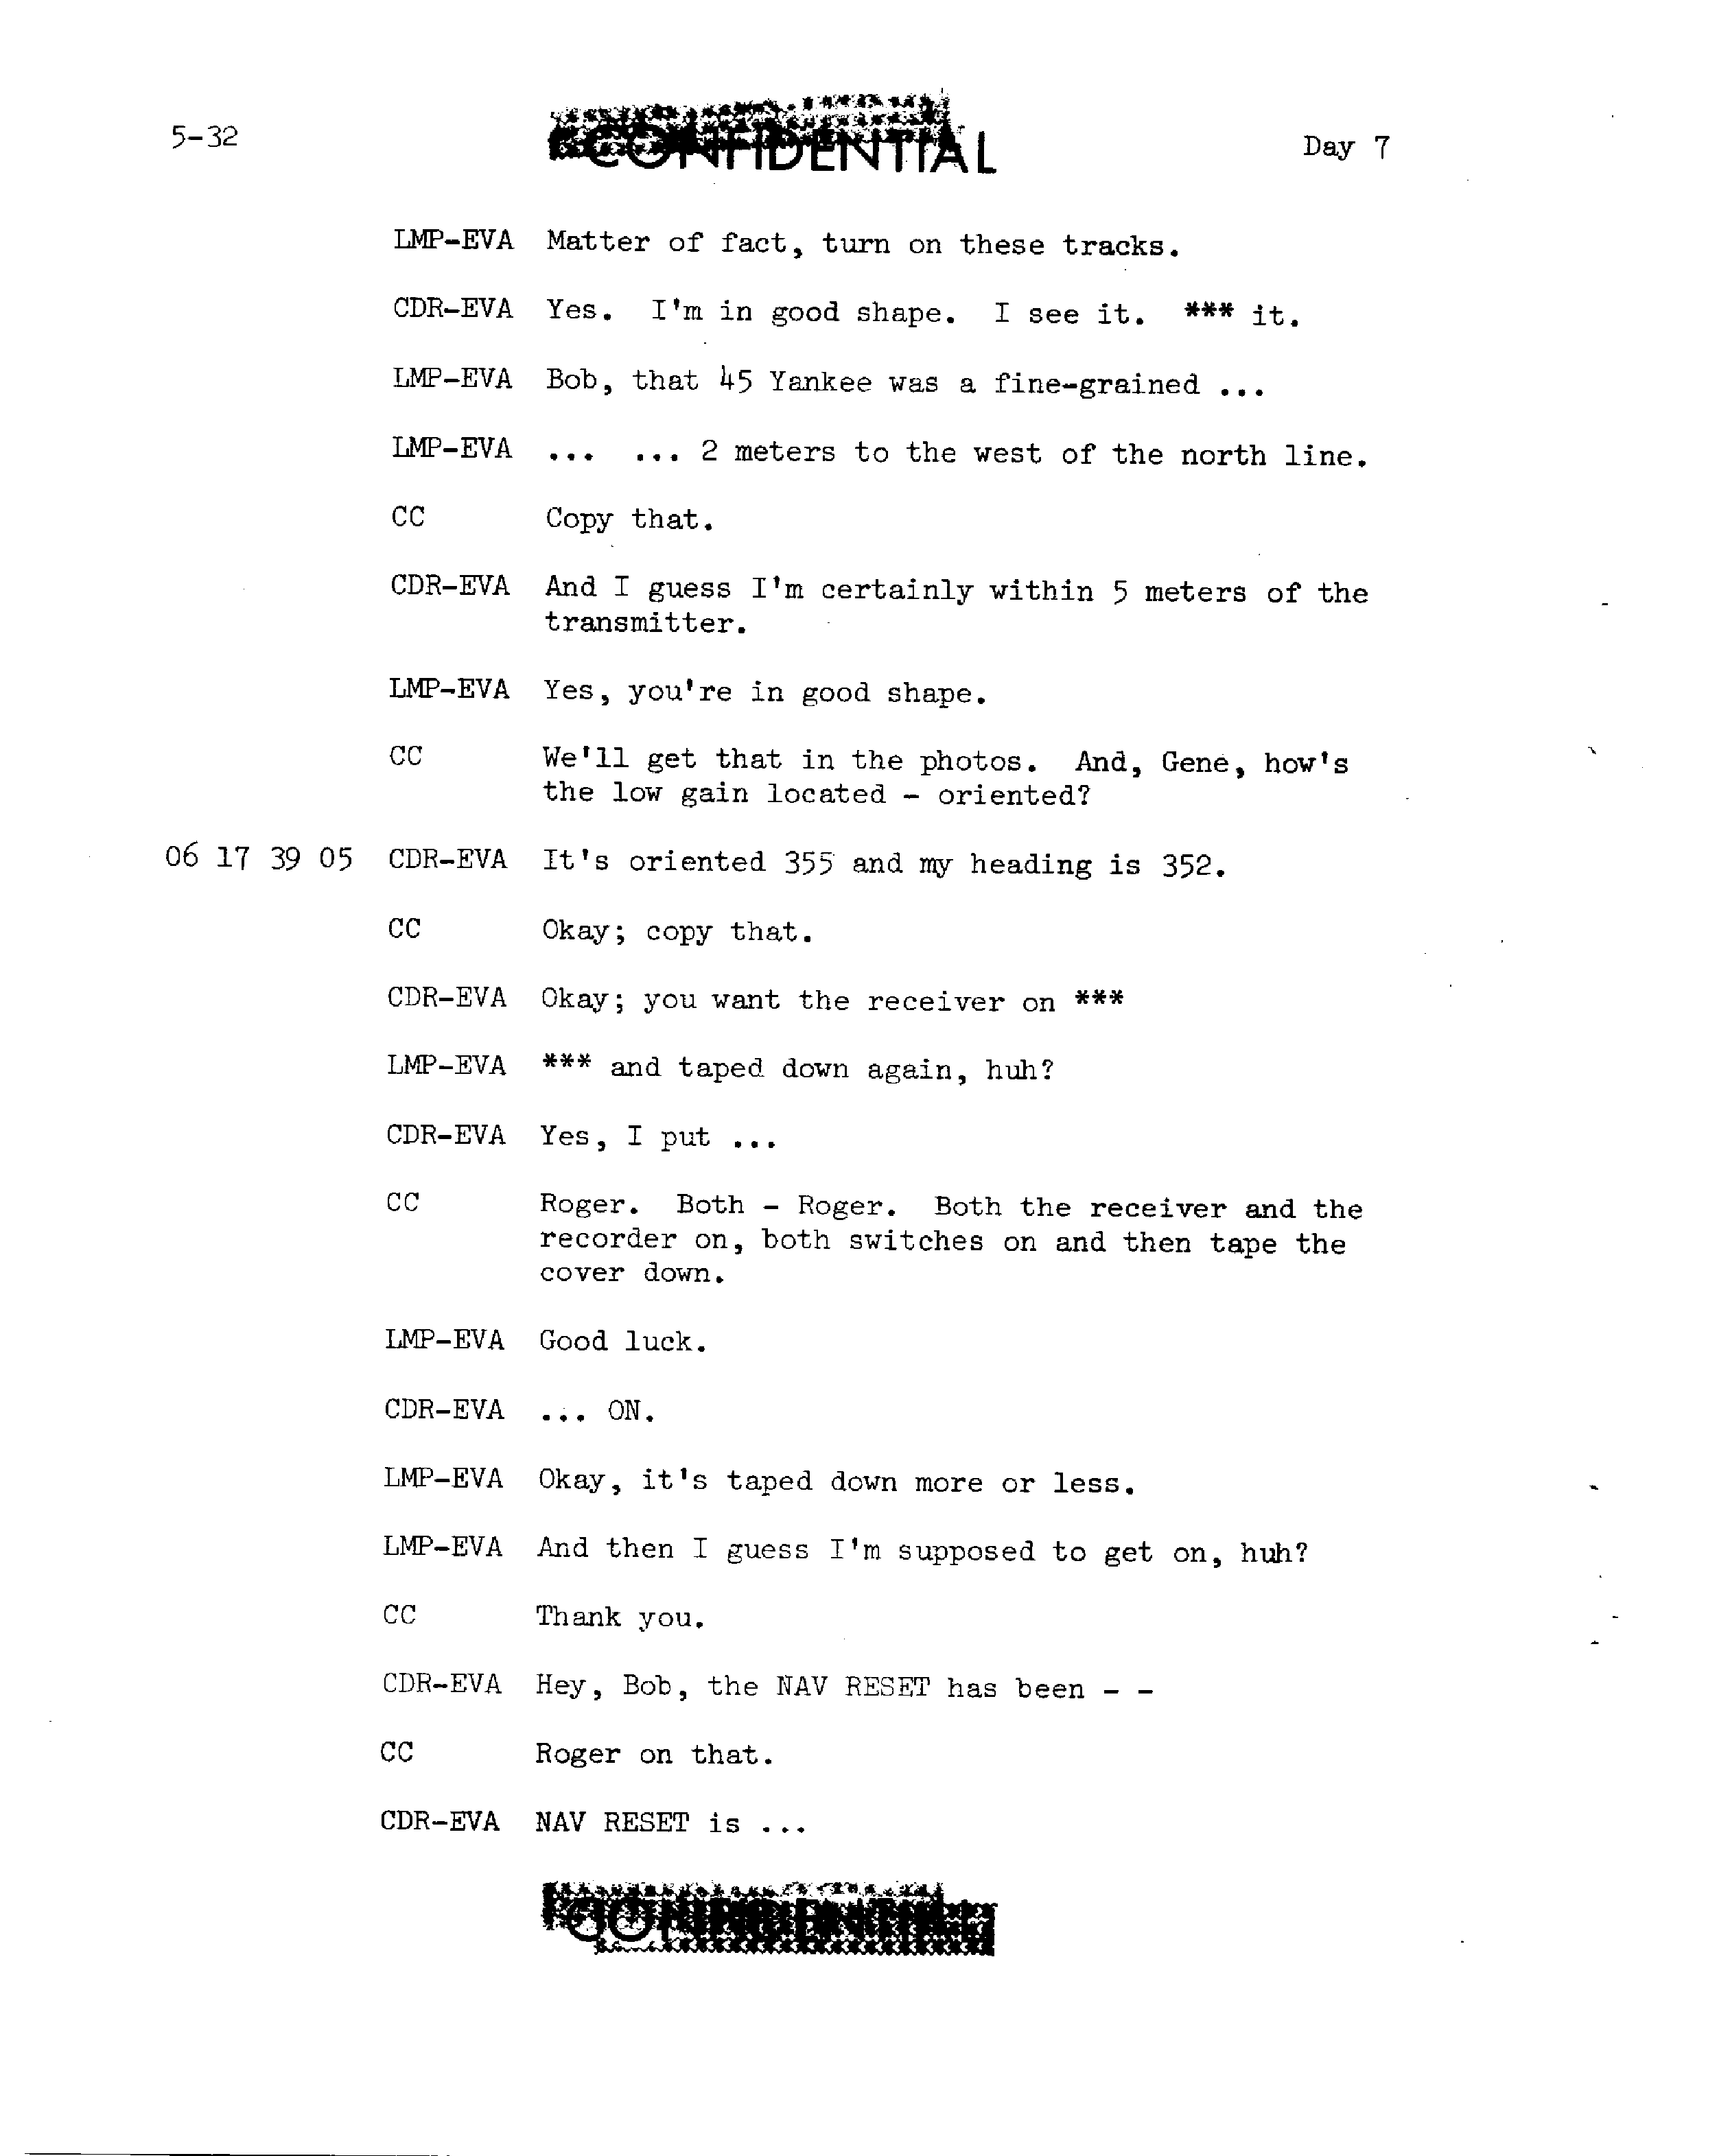 5-32
CONFIDENTIAL
Day 7
LMP-EVA Matter of fact, turn on these tracks.
CDR-EVA Yes. I'm in good shape. I see it. *** it.
LMP-EVA Bob, that 45 Yankee was a fine-grained ...
LMP-EVA ... ... 2 meters to the west of the north line.
CC Copy that.
CDR-EVA And I guess I'm certainly within 5 meters of the
transmitter.
LMP-EVA Yes, you're in good shape.
CC We'll get that in the photos. And, Gene, how's
the low gain located - oriented?
06 17 39 05 CDR-EVA It's oriented 355 and my heading is 352.
CC Okay; copy that.
CDR-EVA Okay; you want the receiver on ***
LMP-EVA *** and taped down again, huh?
CDR-EVA Yes, I put ...
CC Roger. Both - Roger. Both the receiver and the
recorder on, both switches on and then tape the
cover down.
LMP-EVA Good luck.
CDR-EVA ... ON.
LMP-EVA Okay, it's taped down more or less.
LMP-EVA And then I guess I'm supposed to get on, huh?
CC Thank you.
CDR-EVA Hey, Bob, the NAV RESET has been - -
CC Roger on that.
CDR-EVA NAV RESET is ...
CONFIDENTIAL